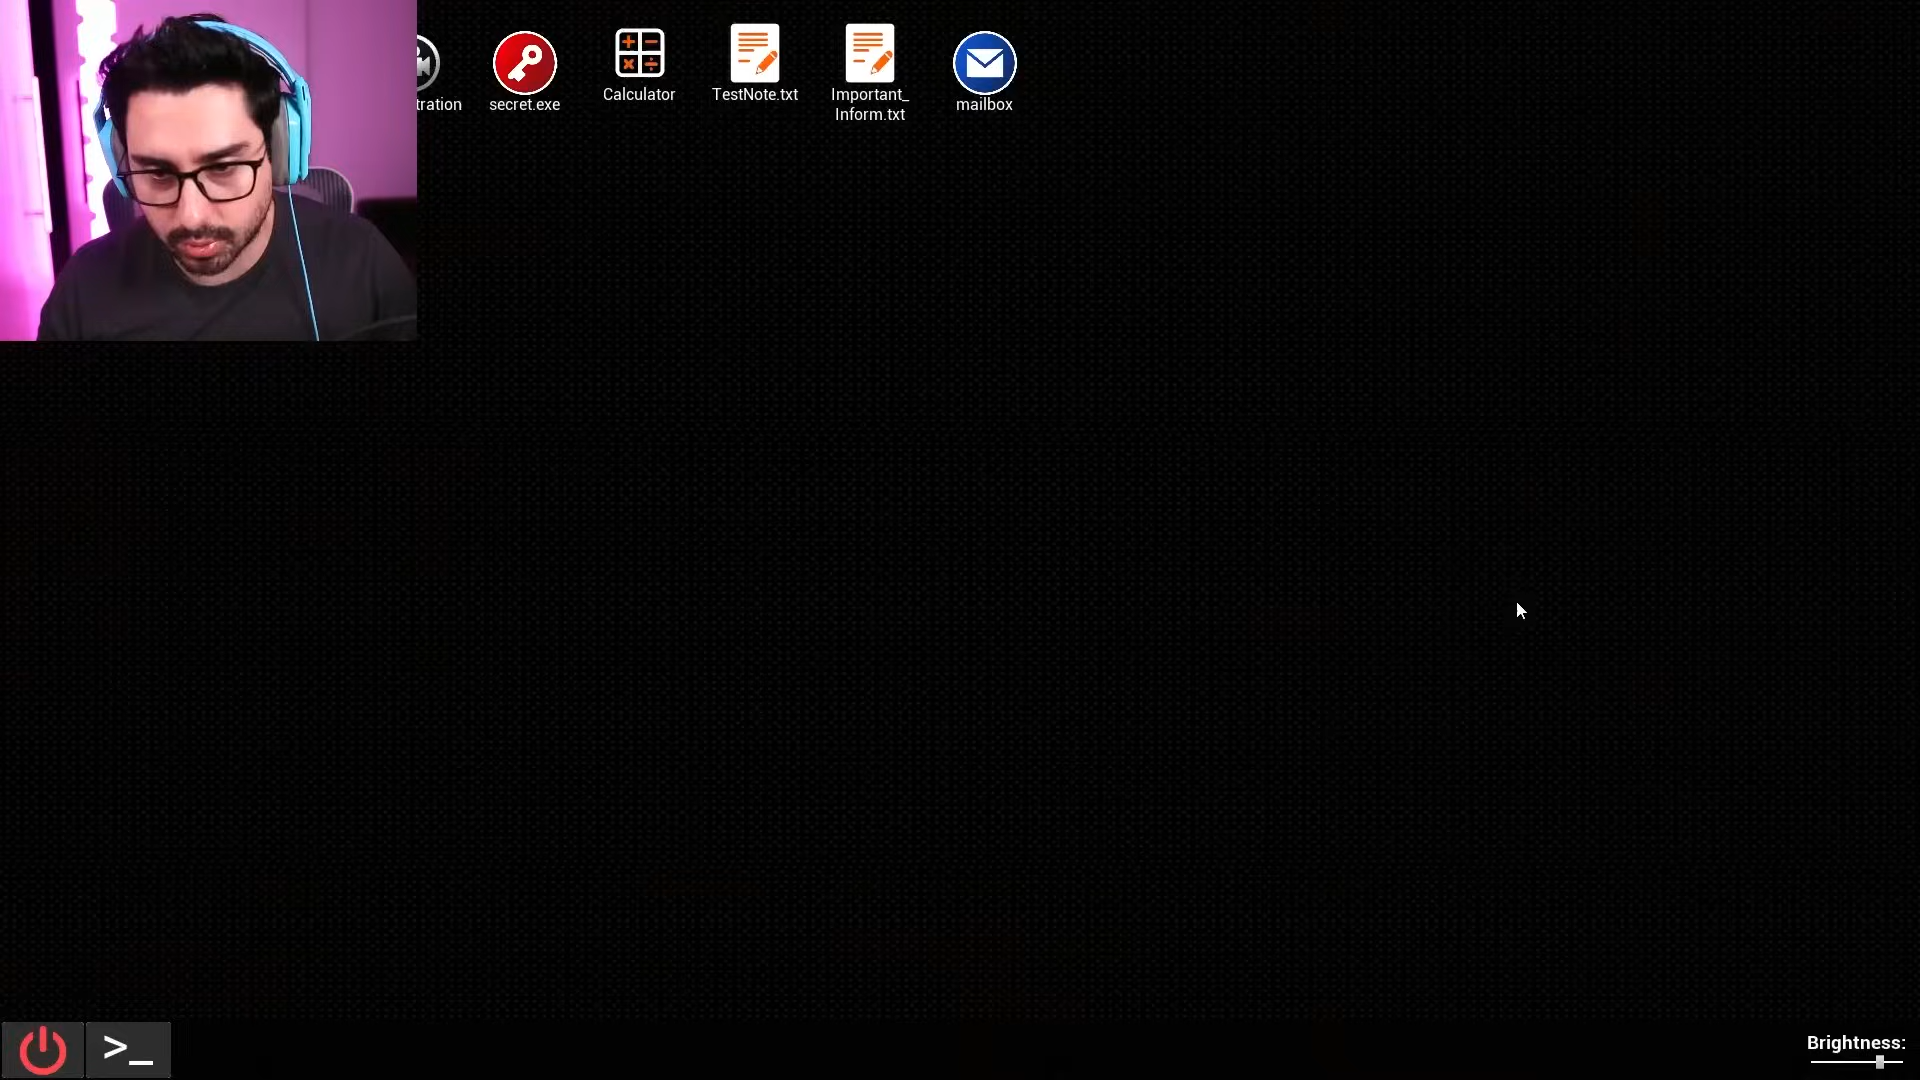 tration
secret.exe
Calculator
TestNote.txt
Important_
Inform.txt
mailbox
>_
Brightness: